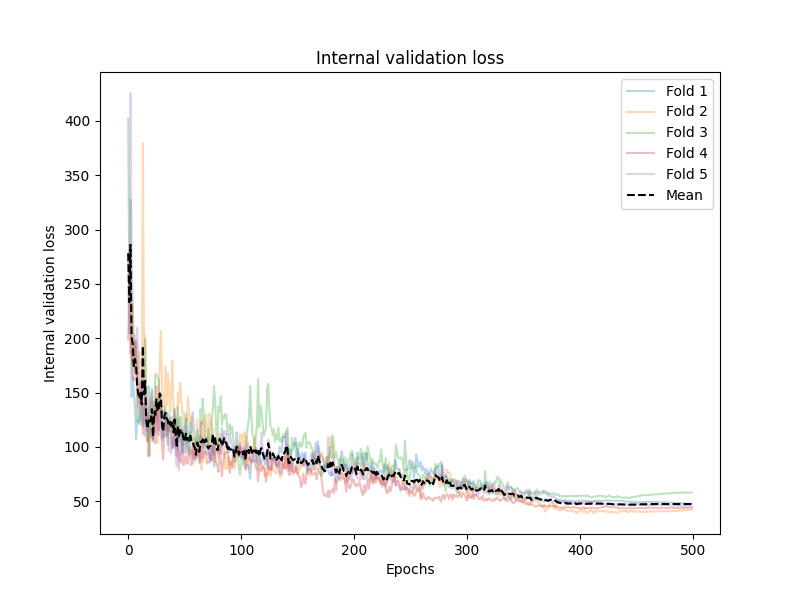 Internal validation loss
Fold 1
Fold 2
Fold 3
Fold 4
Fold 5
Mean
Internal validation loss
400
350
300
250
200
150
100
50
0 100 200 300 400 500
Epochs